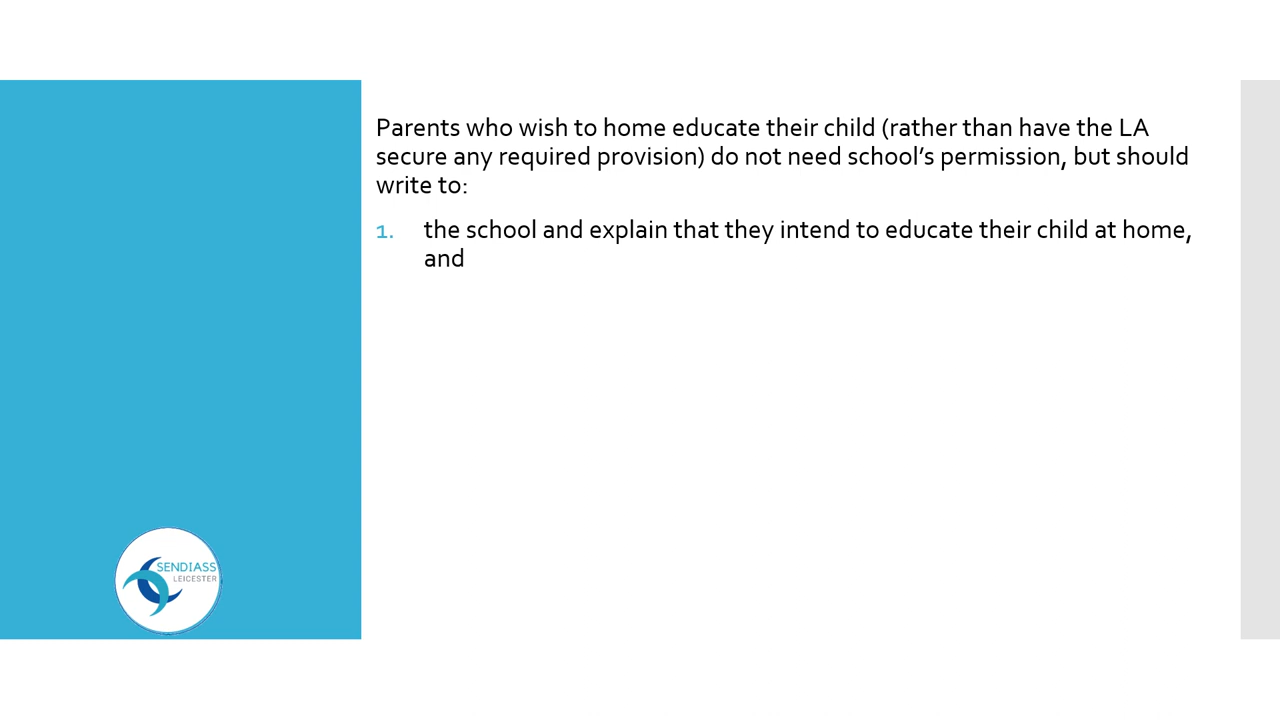 Parents who wish to home educate their child (rather than have the LA
secure any required provision) do not need school’s permission, but should
write to:
1. the school and explain that they intend to educate their child at home,
and
SENDIASS
LEICESTER